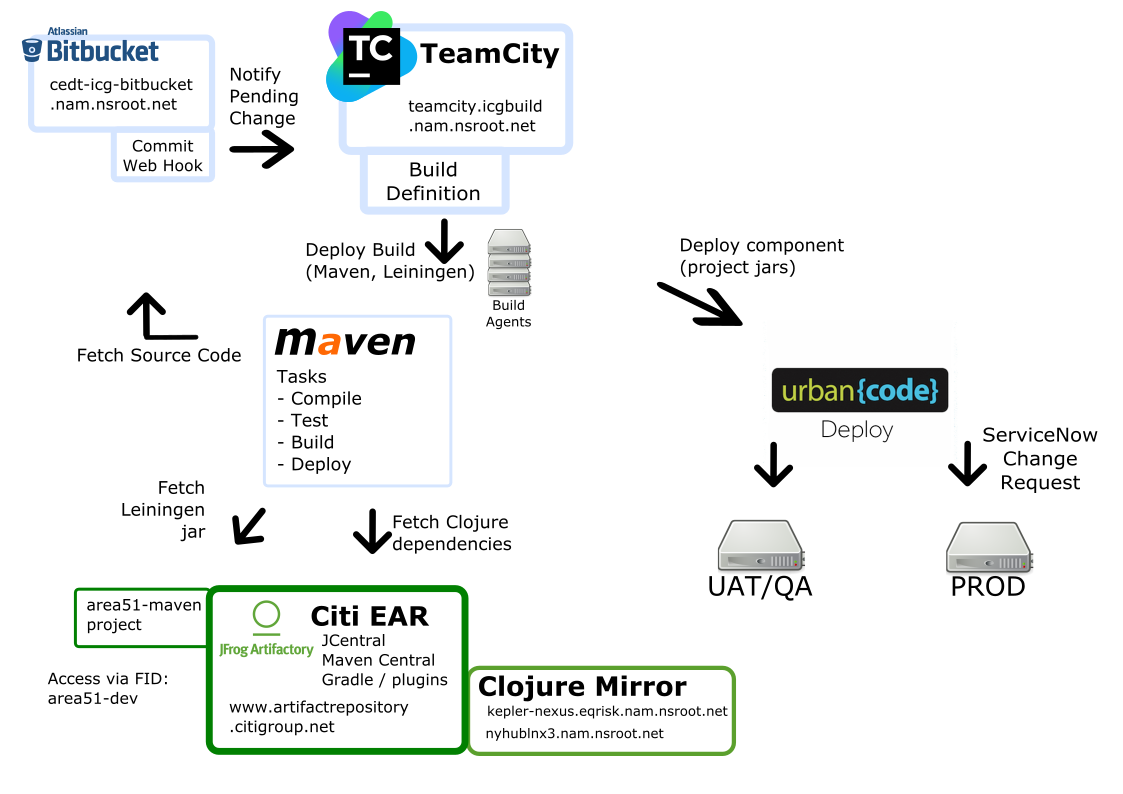 Atlassian
Bitbucket
cedt-icg-bitbucket
.nam.nsroot.net
Commit
Web Hook
Notify
Pending
Change
TC
TeamCity
teamcity.icgbuild
.nam.nsroot.net
Build
Definition
Deploy Build
(Maven, Leiningen)
Build
Agents
Deploy component
(project jars)
Fetch Source Code
maven
Tasks
- Compile
- Test
- Build
- Deploy
urban{code}
Deploy
ServiceNow
Change
Request
UAT/QA
PROD
Fetch
Leiningen
jar
Fetch Clojure
dependencies
area51-maven
project
Access via FID:
area51-dev
JFrog Artifactory
Citi EAR
JCentral
Maven Central
Gradle / plugins
www.artifactrepository
.citigroup.net
Clojure Mirror
kepler-nexus.eqrisk.nam.nsroot.net
nyhublnx3.nam.nsroot.net